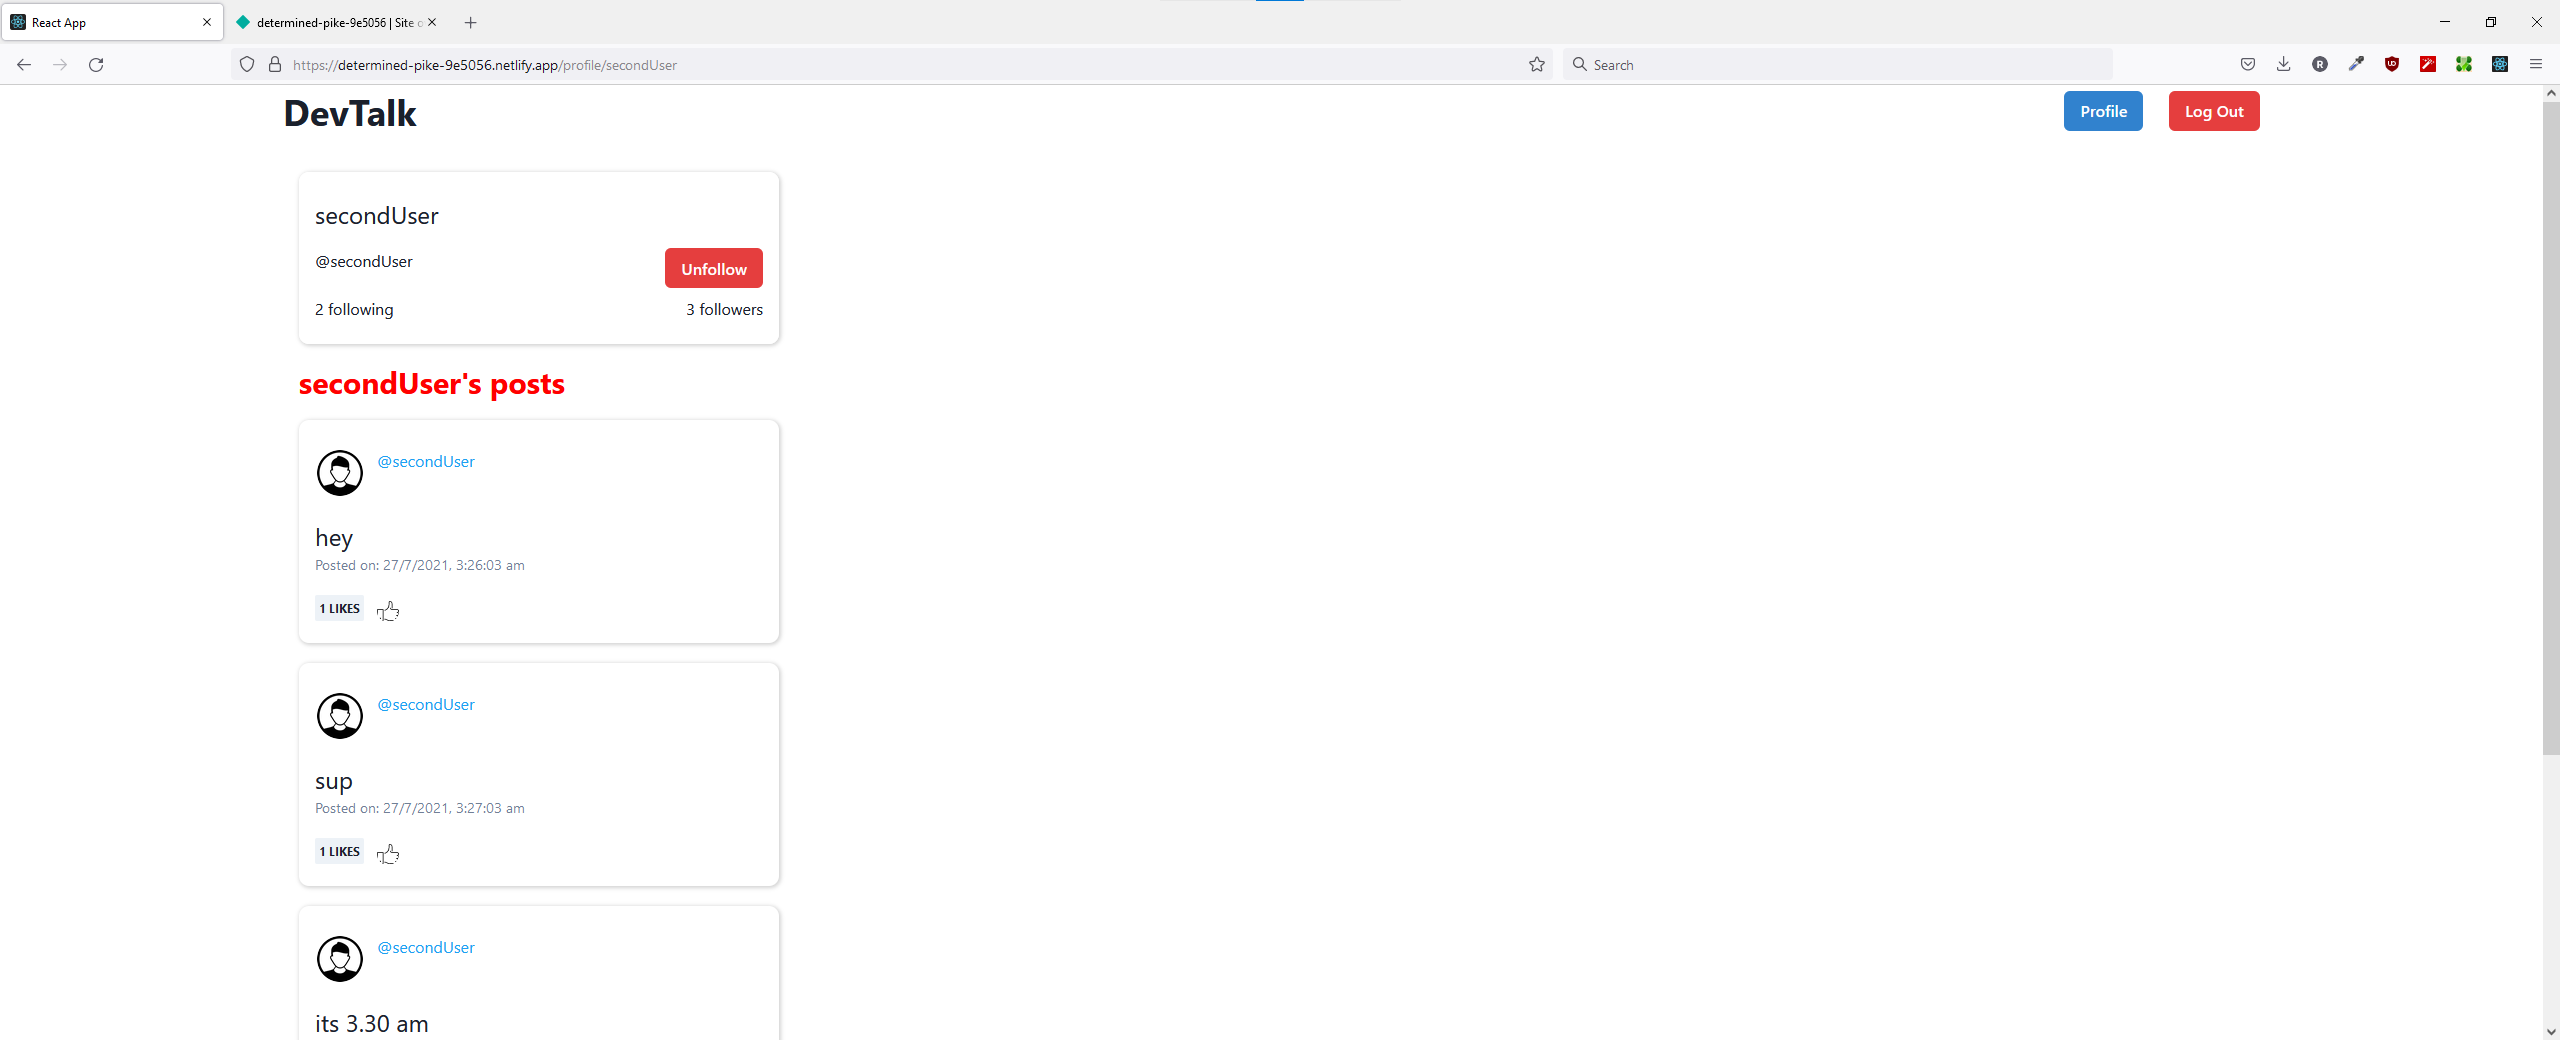 React App
determined-pike-9e5056 | Site o
https://determined-pike-9e5056.netlify.app/profile/secondUser
Search
DevTalk
Profile
Log Out
secondUser
@secondUser
Unfollow
2 following
3 followers
secondUser's posts
@secondUser
hey
Posted on: 27/7/2021, 3:26:03 am
1 LIKES
@secondUser
sup
Posted on: 27/7/2021, 3:27:03 am
1 LIKES
@secondUser
its 3.30 am